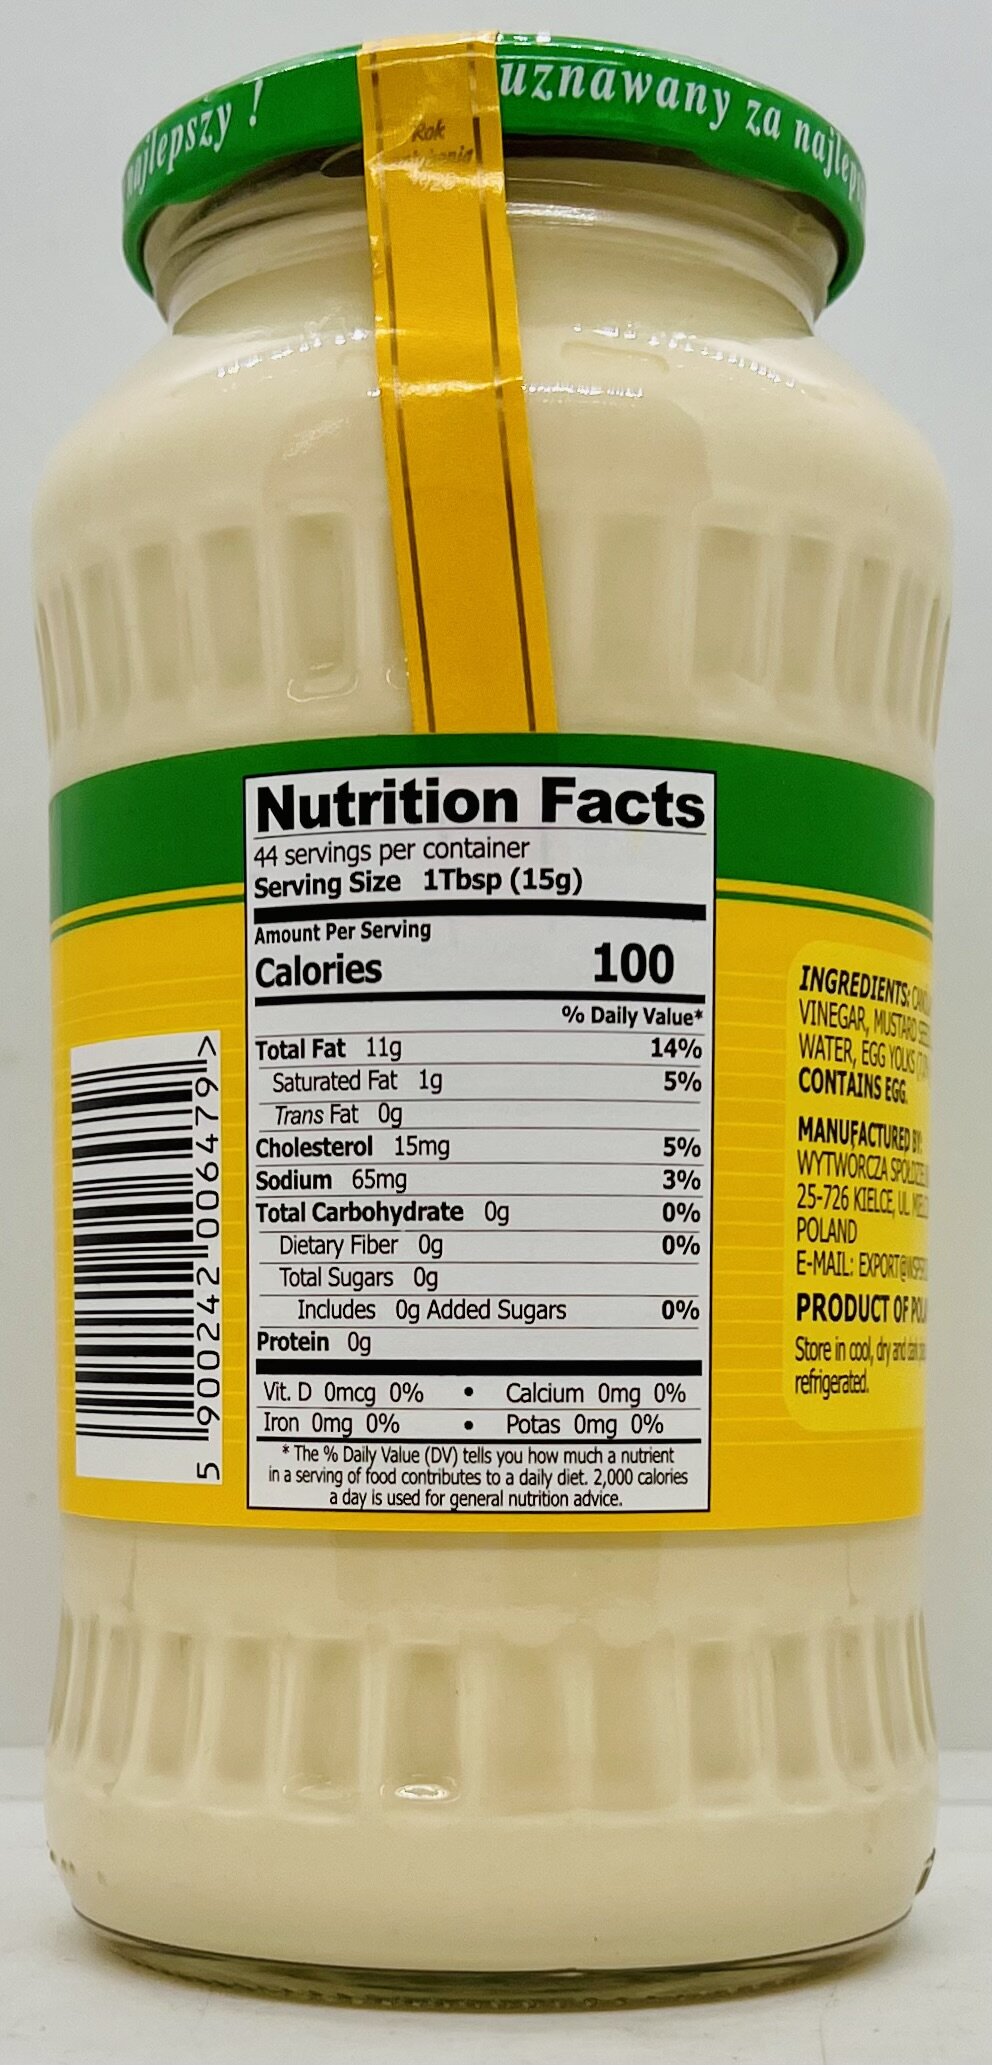 najlepszy !
uznawany za
Rok
Nutrition Facts
44 servings per container
Serving Size 1Tbsp (15g)
Amount Per Serving
Calories 100
% Daily Value*
Total Fat 11g 14%
Saturated Fat 1g 5%
Trans Fat 0g
Cholesterol 15mg 5%
Sodium 65mg 3%
Total Carbohydrate 0g 0%
Dietary Fiber 0g 0%
Total Sugars 0g
Includes 0g Added Sugars 0%
Protein 0g
Vit. D 0mcg 0% • Calcium 0mg 0%
Iron 0mg 0% • Potas 0mg 0%
* The % Daily Value (DV) tells you how much a nutrient
in a serving of food contributes to a daily diet. 2,000 calories
a day is used for general nutrition advice.
5 900242 006479 >
INGREDIENTS:
VINEGAR, MUSTARD
WATER, EGG YOLKS
CONTAINS EGG.
MANUFACTURED BY:
WYTWÓRCZA
25-726 KIELCE, UL.
POLAND
E-MAIL:
PRODUCT OF
Store in cool, dry and
refrigerated.